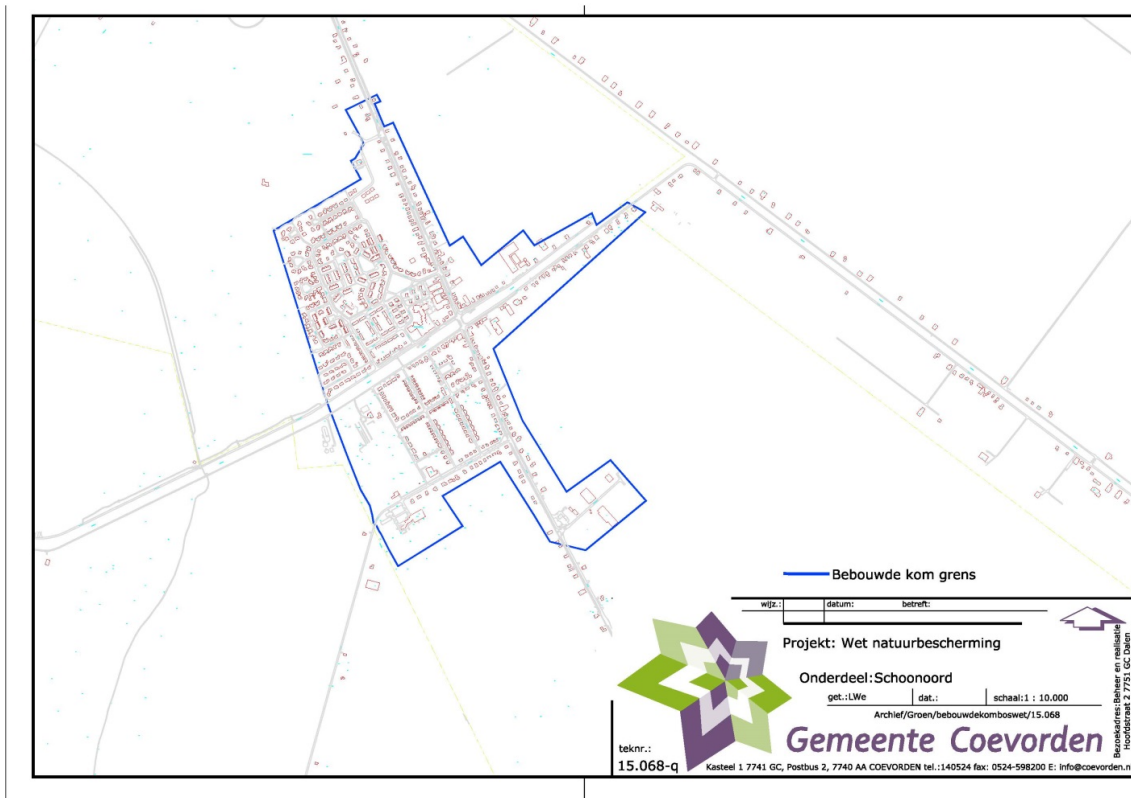 Bebouwde kom grens
wijz.: datum: betreft:
Projekt: Wet natuurbescherming
Onderdeel:Schoonoord
get.:LWe dat.: schaal:1 : 10.000
Archief/Groen/bebouwdekomboswet/15.068
Gemeente Coevorden
teknr.:
15.068-q
Kasteel 1 7741 GC, Postbus 2, 7740 AA COEVORDEN tel.:140524 fax: 0524-598200 E: info@coevorden.n
Bezoekadres:Beheer en realisatie
Hoofdstraat 2 7751 GC Dalen